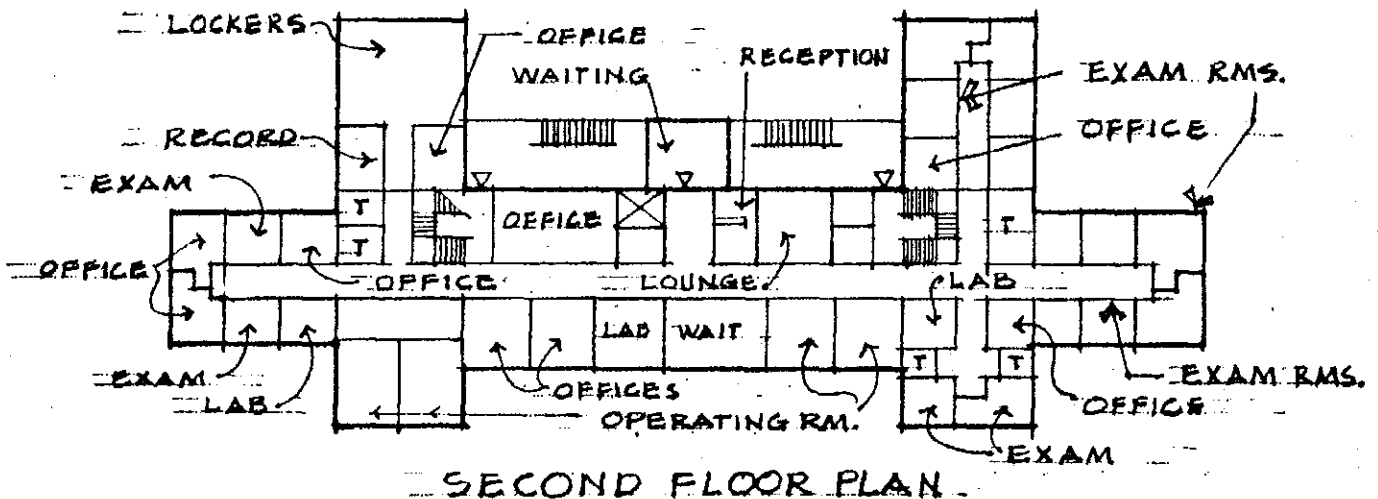 LOCKERS
OFFICE
WAITING
RECEPTION
EXAM RMS.
RECORD
OFFICE
EXAM
T
OFFICE
T
T
OFFICE
OFFICE
LOUNGE
LAB
LAB
WAIT
EXAM
T
T
EXAM RMS.
LAB
OFFICES
OFFICE
OPERATING RM.
EXAM
SECOND FLOOR PLAN